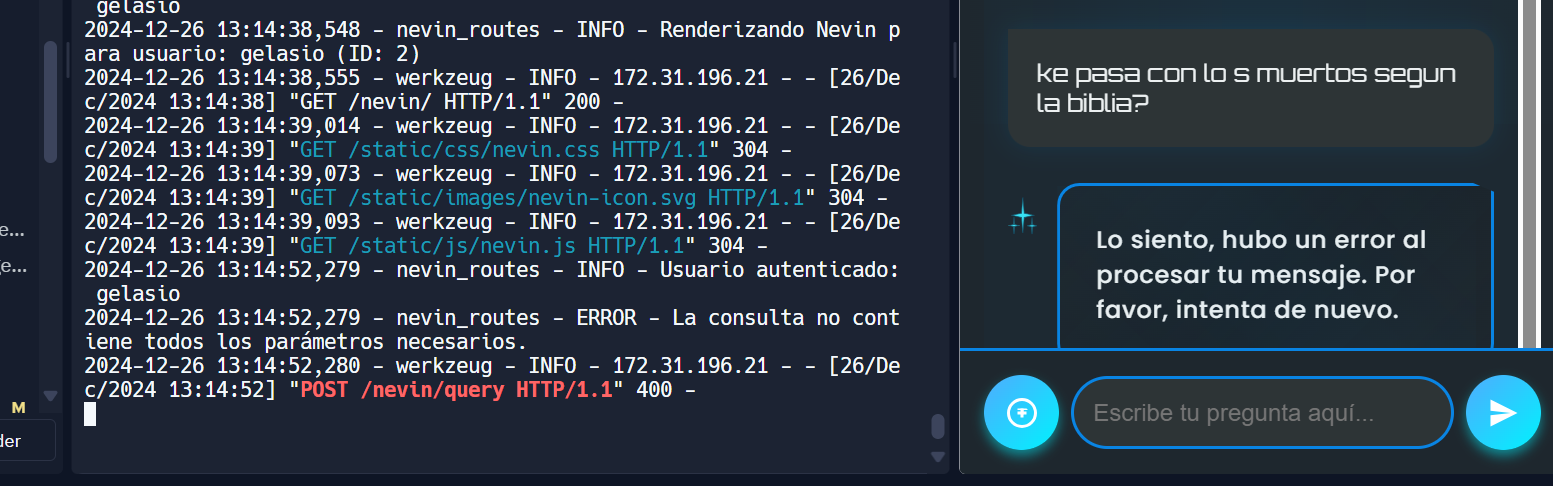 gelasio
2024-12-26 13:14:38,548 - nevin_routes - INFO - Renderizando Nevin p
ara usuario: gelasio (ID: 2)
2024-12-26 13:14:38,555 - werkzeug - INFO - 172.31.196.21 - - [26/De
c/2024 13:14:38] "GET /nevin/ HTTP/1.1" 200 -
2024-12-26 13:14:39,014 - werkzeug - INFO - 172.31.196.21 - - [26/De
c/2024 13:14:39] "GET /static/css/nevin.css HTTP/1.1" 304 -
2024-12-26 13:14:39,073 - werkzeug - INFO - 172.31.196.21 - - [26/De
c/2024 13:14:39] "GET /static/images/nevin-icon.svg HTTP/1.1" 304 -
2024-12-26 13:14:39,093 - werkzeug - INFO - 172.31.196.21 - - [26/De
c/2024 13:14:39] "GET /static/js/nevin.js HTTP/1.1" 304 -
2024-12-26 13:14:52,279 - nevin_routes - INFO - Usuario autenticado:
gelasio
2024-12-26 13:14:52,279 - nevin_routes - ERROR - La consulta no cont
iene todos los parámetros necesarios.
2024-12-26 13:14:52,280 - werkzeug - INFO - 172.31.196.21 - - [26/De
c/2024 13:14:52] "POST /nevin/query HTTP/1.1" 400 -
e...
e...
M
der
ke pasa con lo s muertos segun
la biblia?
Lo siento, hubo un error al
procesar tu mensaje. Por
favor, intenta de nuevo.
Escribe tu pregunta aquí...